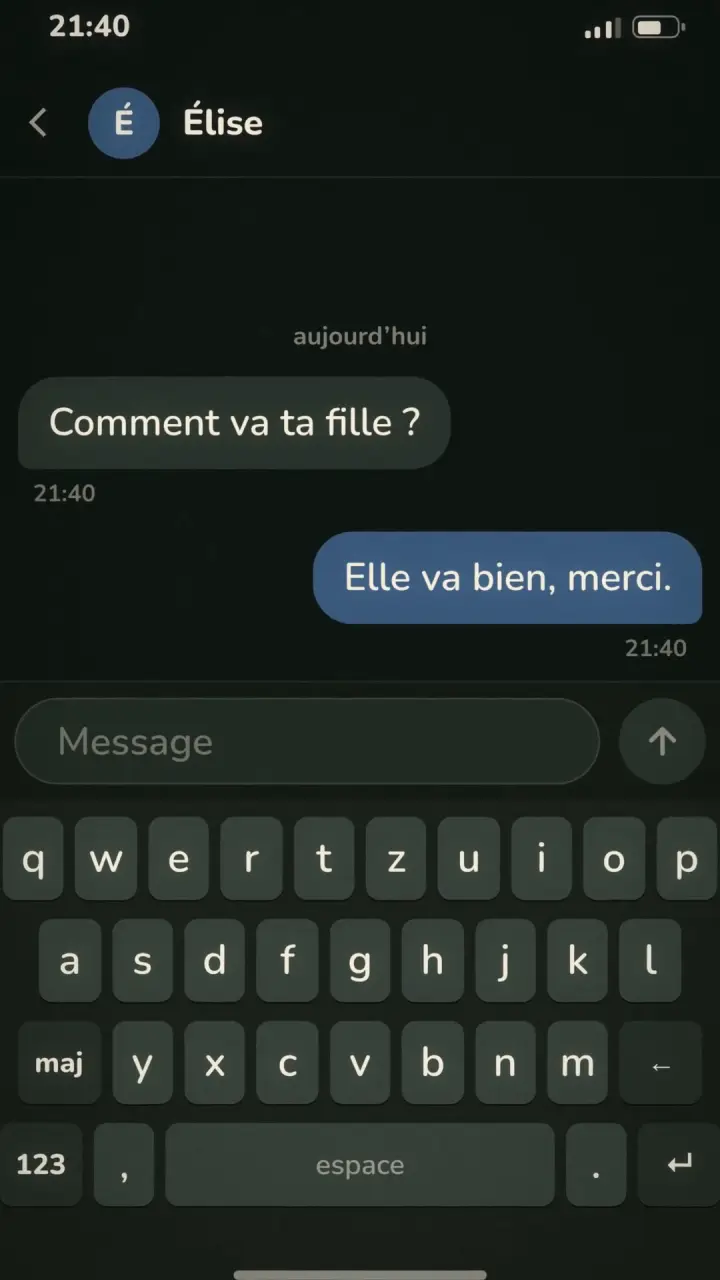 21:40
É Élise
aujourd’hui
Comment va ta fille ?
21:40
Elle va bien, merci.
21:40
Message
q w e r t z u i o p
a s d f g h j k l
maj y x c v b n m ←
123 , espace . ↵